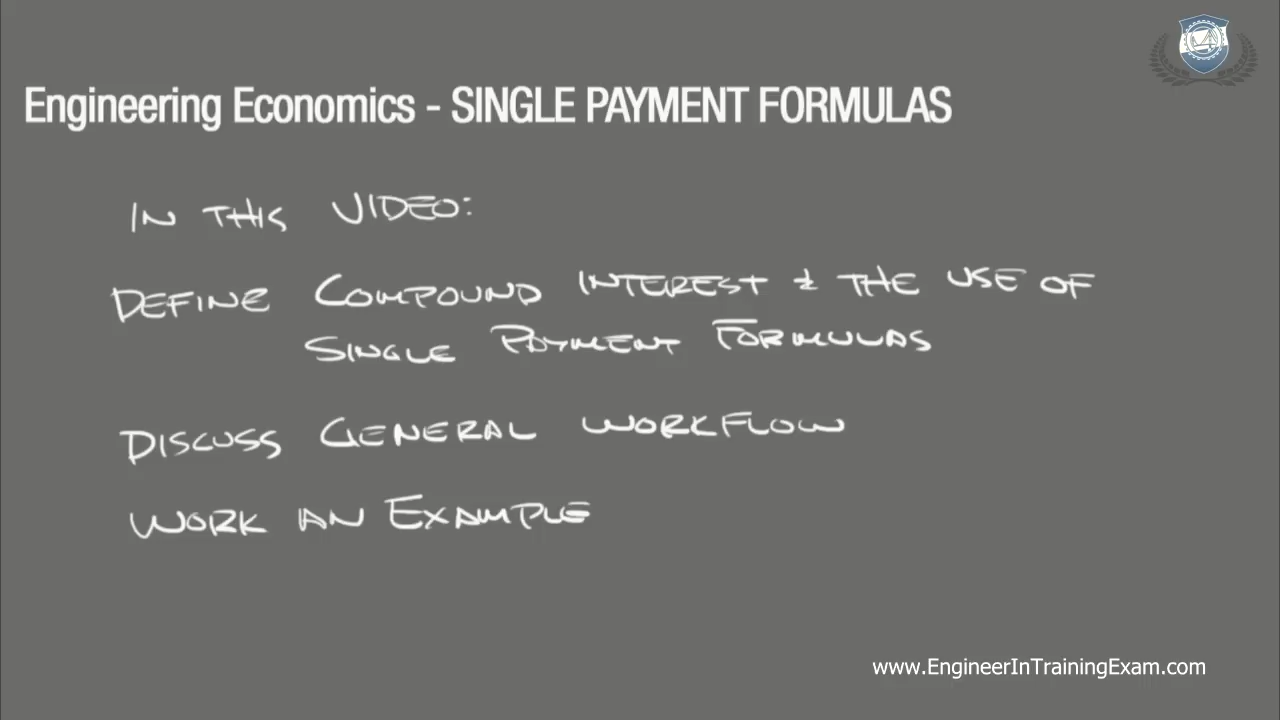 Engineering Economics - SINGLE PAYMENT FORMULAS
IN THIS VIDEO:
DEFINE COMPOUND INTEREST & THE USE OF
SINGLE PAYMENT FORMULAS
DISCUSS GENERAL WORKFLOW
WORK AN EXAMPLE
www.EngineerInTrainingExam.com